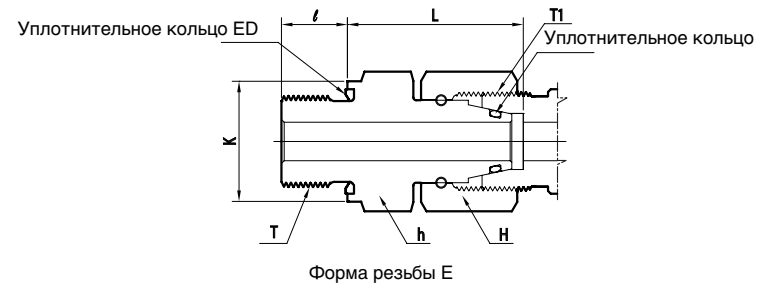 ℓ
L
T1
Уплотнительное кольцо ED
Уплотнительное кольцо
K
T
h
H
Форма резьбы E